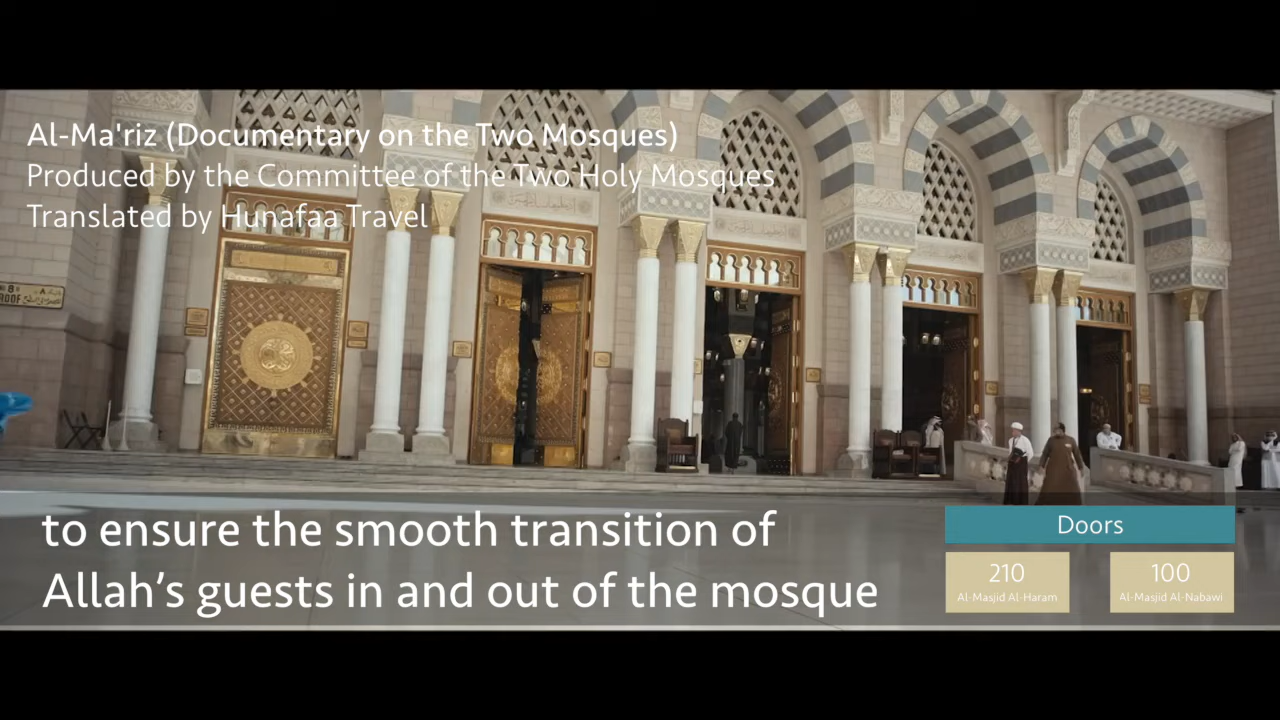 Al-Ma'riz (Documentary on the Two Mosques)
Produced by the Committee of the Two Holy Mosques
Translated by Hunafaa Travel
8
ROOF
to ensure the smooth transition of
Allah’s guests in and out of the mosque
Doors
210
Al-Masjid Al-Haram
100
Al-Masjid Al-Nabawi